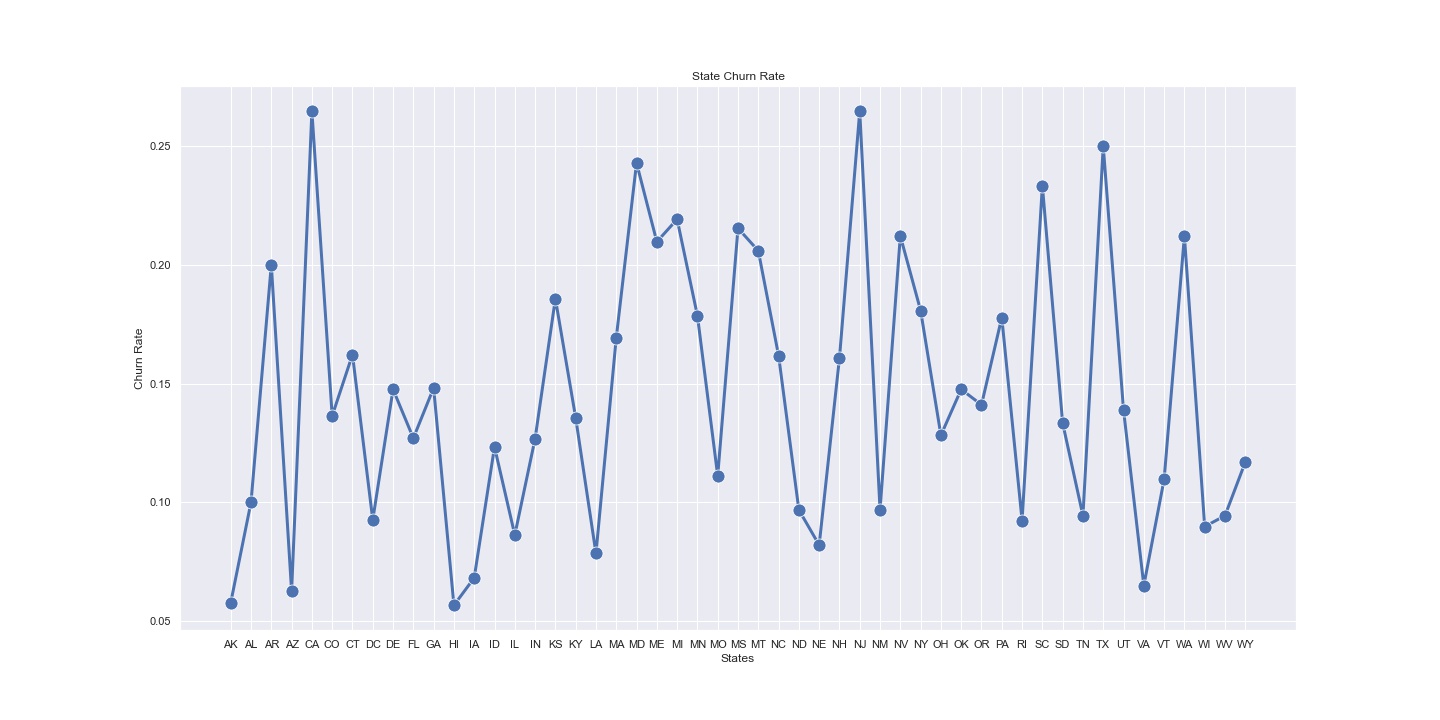 State Churn Rate
0.25
0.20
0.15
0.10
0.05
Churn Rate
AK AL AR AZ CA CO CT DC DE FL GA HI IA ID IL IN KS KY LA MA MD ME MI MN MO MS MT NC ND NE NH NJ NM NV NY OH OK OR PA RI SC SD TN TX UT VA VT WA WI WV WY
States